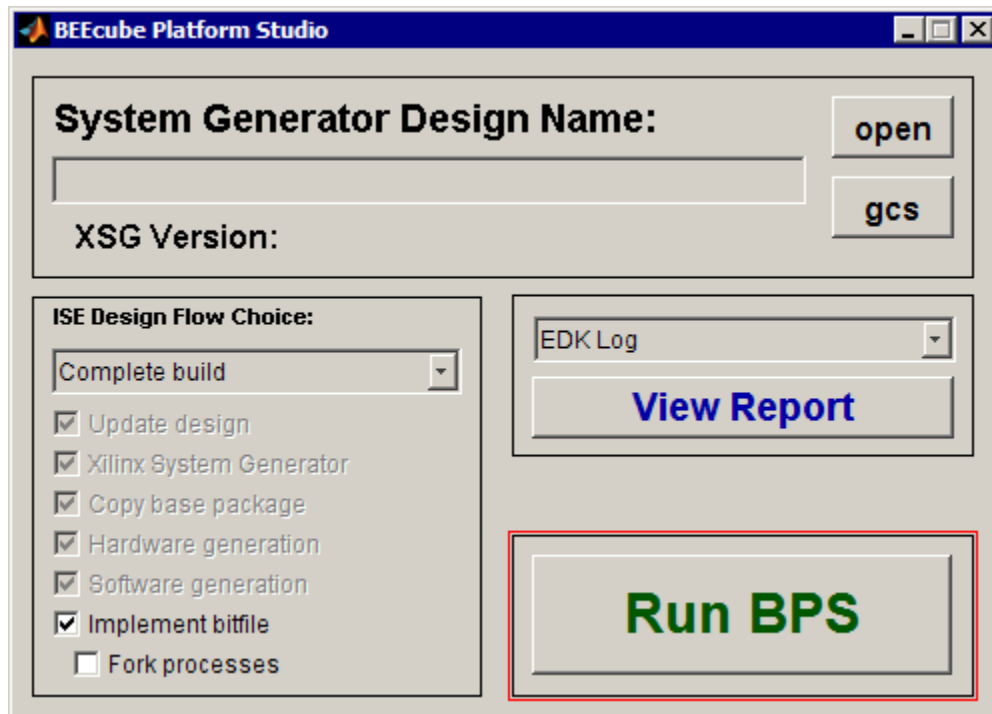 BEEcube Platform Studio
System Generator Design Name:
open
gcs
XSG Version:
ISE Design Flow Choice:
Complete build
Update design
Xilinx System Generator
Copy base package
Hardware generation
Software generation
Implement bitfile
Fork processes
EDK Log
View Report
Run BPS